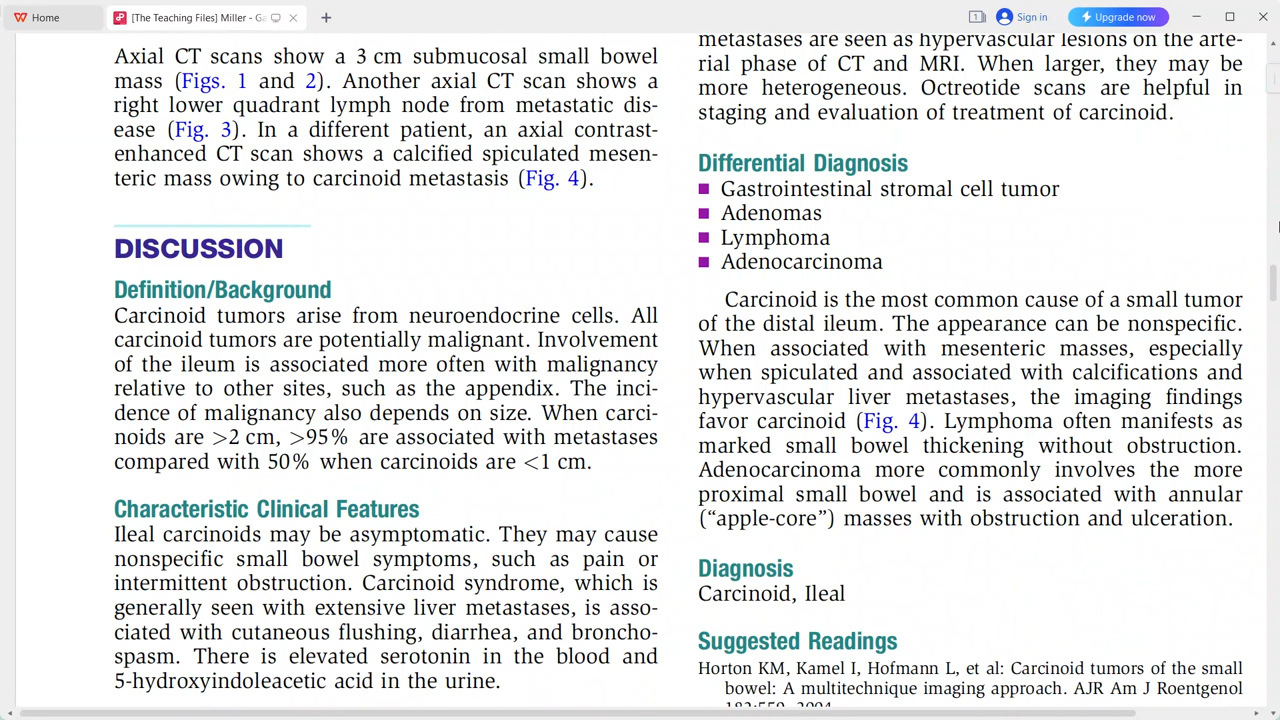 Home
[The Teaching Files] Miller - Ga
Sign in
Upgrade now
Axial CT scans show a 3 cm submucosal small bowel
mass (Figs. 1 and 2). Another axial CT scan shows a
right lower quadrant lymph node from metastatic dis-
ease (Fig. 3). In a different patient, an axial contrast-
enhanced CT scan shows a calcified spiculated mesen-
teric mass owing to carcinoid metastasis (Fig. 4).
DISCUSSION
Definition/Background
Carcinoid tumors arise from neuroendocrine cells. All
carcinoid tumors are potentially malignant. Involvement
of the ileum is associated more often with malignancy
relative to other sites, such as the appendix. The inci-
dence of malignancy also depends on size. When carci-
noids are >2 cm, >95% are associated with metastases
compared with 50% when carcinoids are <1 cm.
Characteristic Clinical Features
Ileal carcinoids may be asymptomatic. They may cause
nonspecific small bowel symptoms, such as pain or
intermittent obstruction. Carcinoid syndrome, which is
generally seen with extensive liver metastases, is asso-
ciated with cutaneous flushing, diarrhea, and broncho-
spasm. There is elevated serotonin in the blood and
5-hydroxyindoleacetic acid in the urine.
metastases are seen as hypervascular lesions on the arte-
rial phase of CT and MRI. When larger, they may be
more heterogeneous. Octreotide scans are helpful in
staging and evaluation of treatment of carcinoid.
Differential Diagnosis
■ Gastrointestinal stromal cell tumor
■ Adenomas
■ Lymphoma
■ Adenocarcinoma
Carcinoid is the most common cause of a small tumor
of the distal ileum. The appearance can be nonspecific.
When associated with mesenteric masses, especially
when spiculated and associated with calcifications and
hypervascular liver metastases, the imaging findings
favor carcinoid (Fig. 4). Lymphoma often manifests as
marked small bowel thickening without obstruction.
Adenocarcinoma more commonly involves the more
proximal small bowel and is associated with annular
(“apple-core”) masses with obstruction and ulceration.
Diagnosis
Carcinoid, Ileal
Suggested Readings
Horton KM, Kamel I, Hofmann L, et al: Carcinoid tumors of the small
bowel: A multitechnique imaging approach. AJR Am J Roentgenol